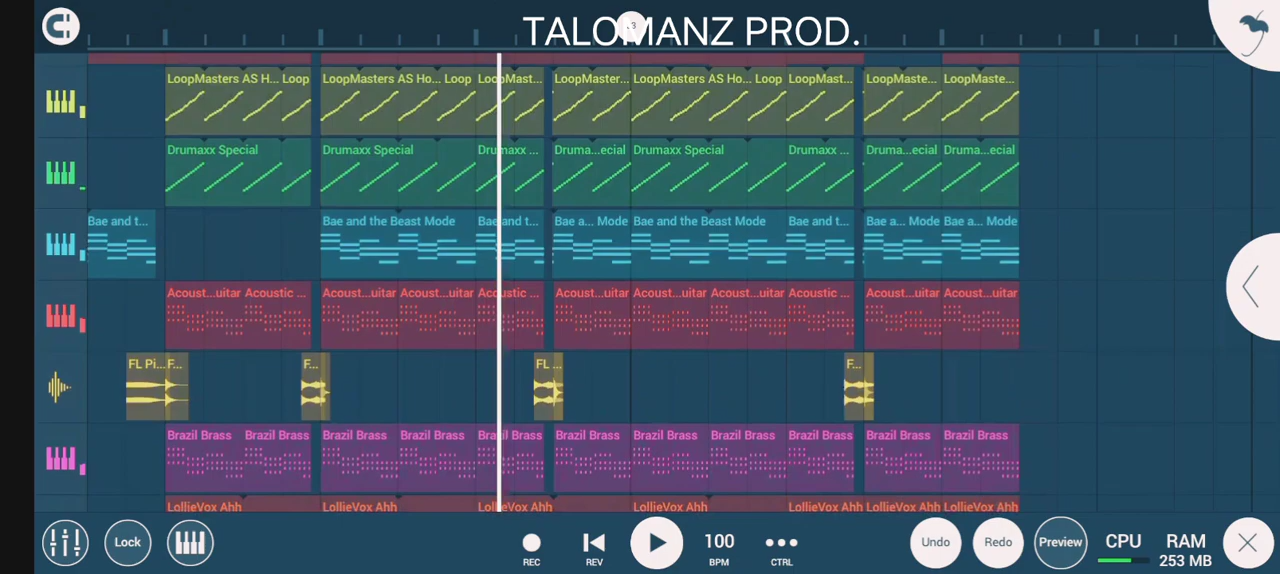 TALOMANZ PROD.
LoopMasters AS Ho... Loop LoopMasters AS Ho... Loop LoopMast... LoopMaster... LoopMasters AS Ho... Loop LoopMast... LoopMaste... LoopMaste...
Drumaxx Special Drumaxx Special Drumaxx ... Druma...ecial Drumaxx Special Drumaxx ... Druma...ecial Druma...ecial
Bae and t... Bae and the Beast Mode Bae and t... Bae a... Mode Bae and the Beast Mode Bae and t... Bae a... Mode Bae a... Mode
Acoust...uitar Acoustic ... Acoust...uitar Acoust...uitar Acoustic ... Acoust...uitar Acoust...uitar Acoust...uitar Acoustic ... Acoust...uitar Acoust...uitar
FL Pi... F... F... FL ... F...
Brazil Brass Brazil Brass Brazil Brass Brazil Brass Brazil Brass Brazil Brass Brazil Brass Brazil Brass Brazil Brass Brazil Brass Brazil Brass
LollieVox Ahh LollieVox Ahh LollieVox Ahh LollieVox Ahh LollieVox Ahh LollieVox Ahh
Lock 100 Undo Redo Preview CPU RAM
REC REV BPM CTRL 253 MB